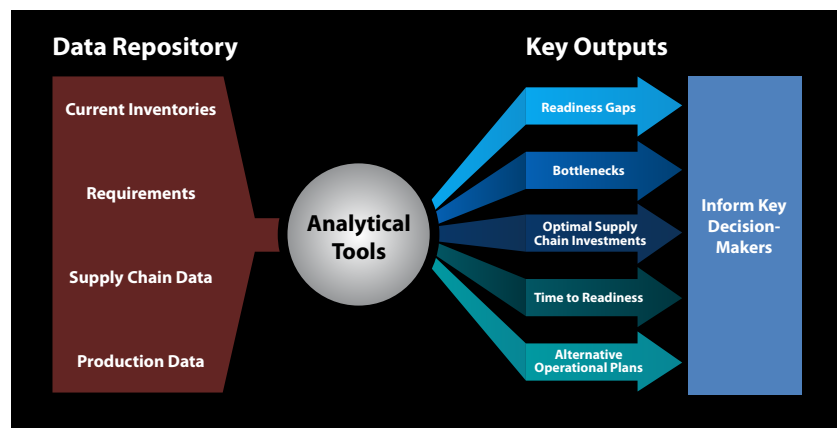 Data Repository
Current Inventories
Requirements
Supply Chain Data
Production Data
Analytical
Tools
Key Outputs
Readiness Gaps
Bottlenecks
Optimal Supply
Chain Investments
Time to Readiness
Alternative
Operational Plans
Inform Key
Decision-
Makers